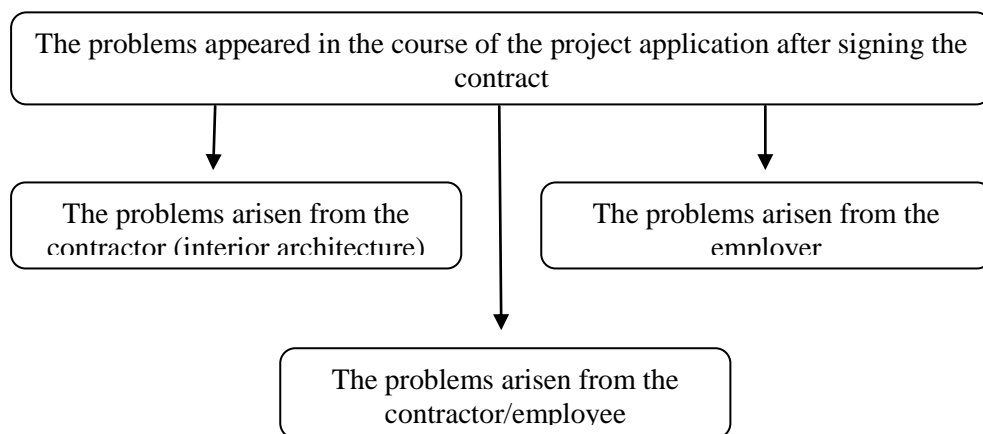 The problems appeared in the course of the project application after signing the
contract
The problems arisen from the
contractor (interior architecture)
The problems arisen from the
employer
The problems arisen from the
contractor/employee